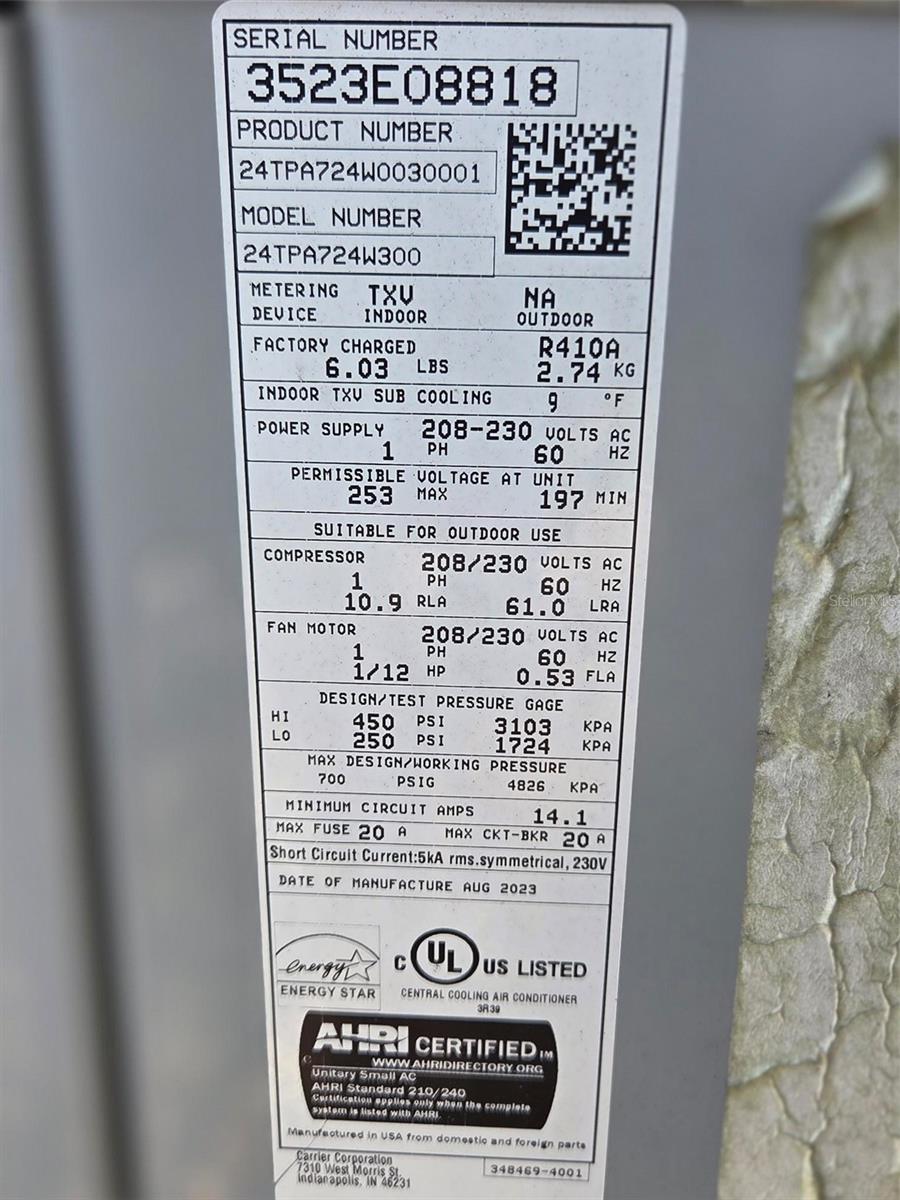 SERIAL NUMBER
3523E08818
PRODUCT NUMBER
24TPA724W0030001
MODEL NUMBER
24TPA724W300
METERING TXV NA
DEVICE INDOOR OUTDOOR
FACTORY CHARGED R410A
6.03 LBS 2.74 KG
INDOOR TXV SUB COOLING 9 °F
POWER SUPPLY 208-230 VOLTS AC
1 PH 60 HZ
PERMISSIBLE VOLTAGE AT UNIT
253 MAX 197 MIN
SUITABLE FOR OUTDOOR USE
COMPRESSOR 208/230 VOLTS AC
1 PH 60 HZ
10.9 RLA 61.0 LRA
FAN MOTOR 208/230 VOLTS AC
1 PH 60 HZ
1/12 HP 0.53 FLA
DESIGN/TEST PRESSURE GAGE
HI 450 PSI 3103 KPA
LO 250 PSI 1724 KPA
MAX DESIGN/WORKING PRESSURE
700 PSIG 4826 KPA
MINIMUM CIRCUIT AMPS 14.1
MAX FUSE 20 A MAX CKT-BKR 20 A
Short Circuit Current:5kA rms.symmetrical, 230V
DATE OF MANUFACTURE AUG 2023
energy
ENERGY STAR
C UL US LISTED
CENTRAL COOLING AIR CONDITIONER
3R39
AHRI CERTIFIED TM
WWW.AHRIDIRECTORY.ORG
Unitary Small AC
AHRI Standard 210/240
Certification applies only when the complete
system is listed with AHRI.
Manufactured in USA from domestic and foreign parts
Carrier Corporation
7310 West Morris St.
Indianapolis, IN 46231
348469-4001
StellarMLS